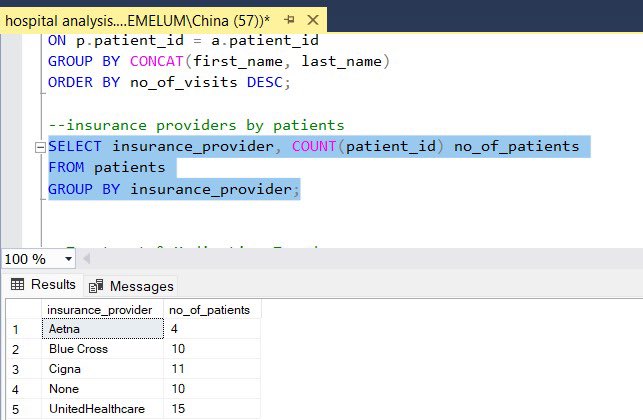 hospital analysis....EMELUM\China (57))*
ON p.patient_id = a.patient_id
GROUP BY CONCAT(first_name, last_name)
ORDER BY no_of_visits DESC;
--insurance providers by patients
SELECT insurance_provider, COUNT(patient_id) no_of_patients
FROM patients
GROUP BY insurance_provider;
100 %
Results Messages
insurance_provider no_of_patients
1 Aetna 4
2 Blue Cross 10
3 Cigna 11
4 None 10
5 UnitedHealthcare 15